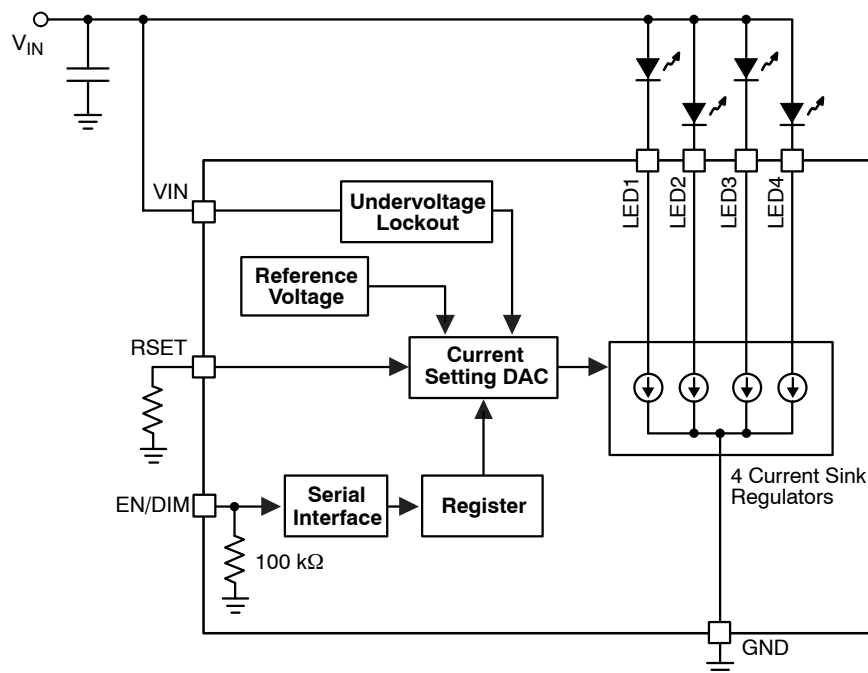 VIN
VIN
Undervoltage
Lockout
LED1
LED2
LED3
LED4
Reference
Voltage
RSET
Current
Setting DAC
EN/DIM
Serial
Interface
Register
4 Current Sink
Regulators
100 kΩ
GND